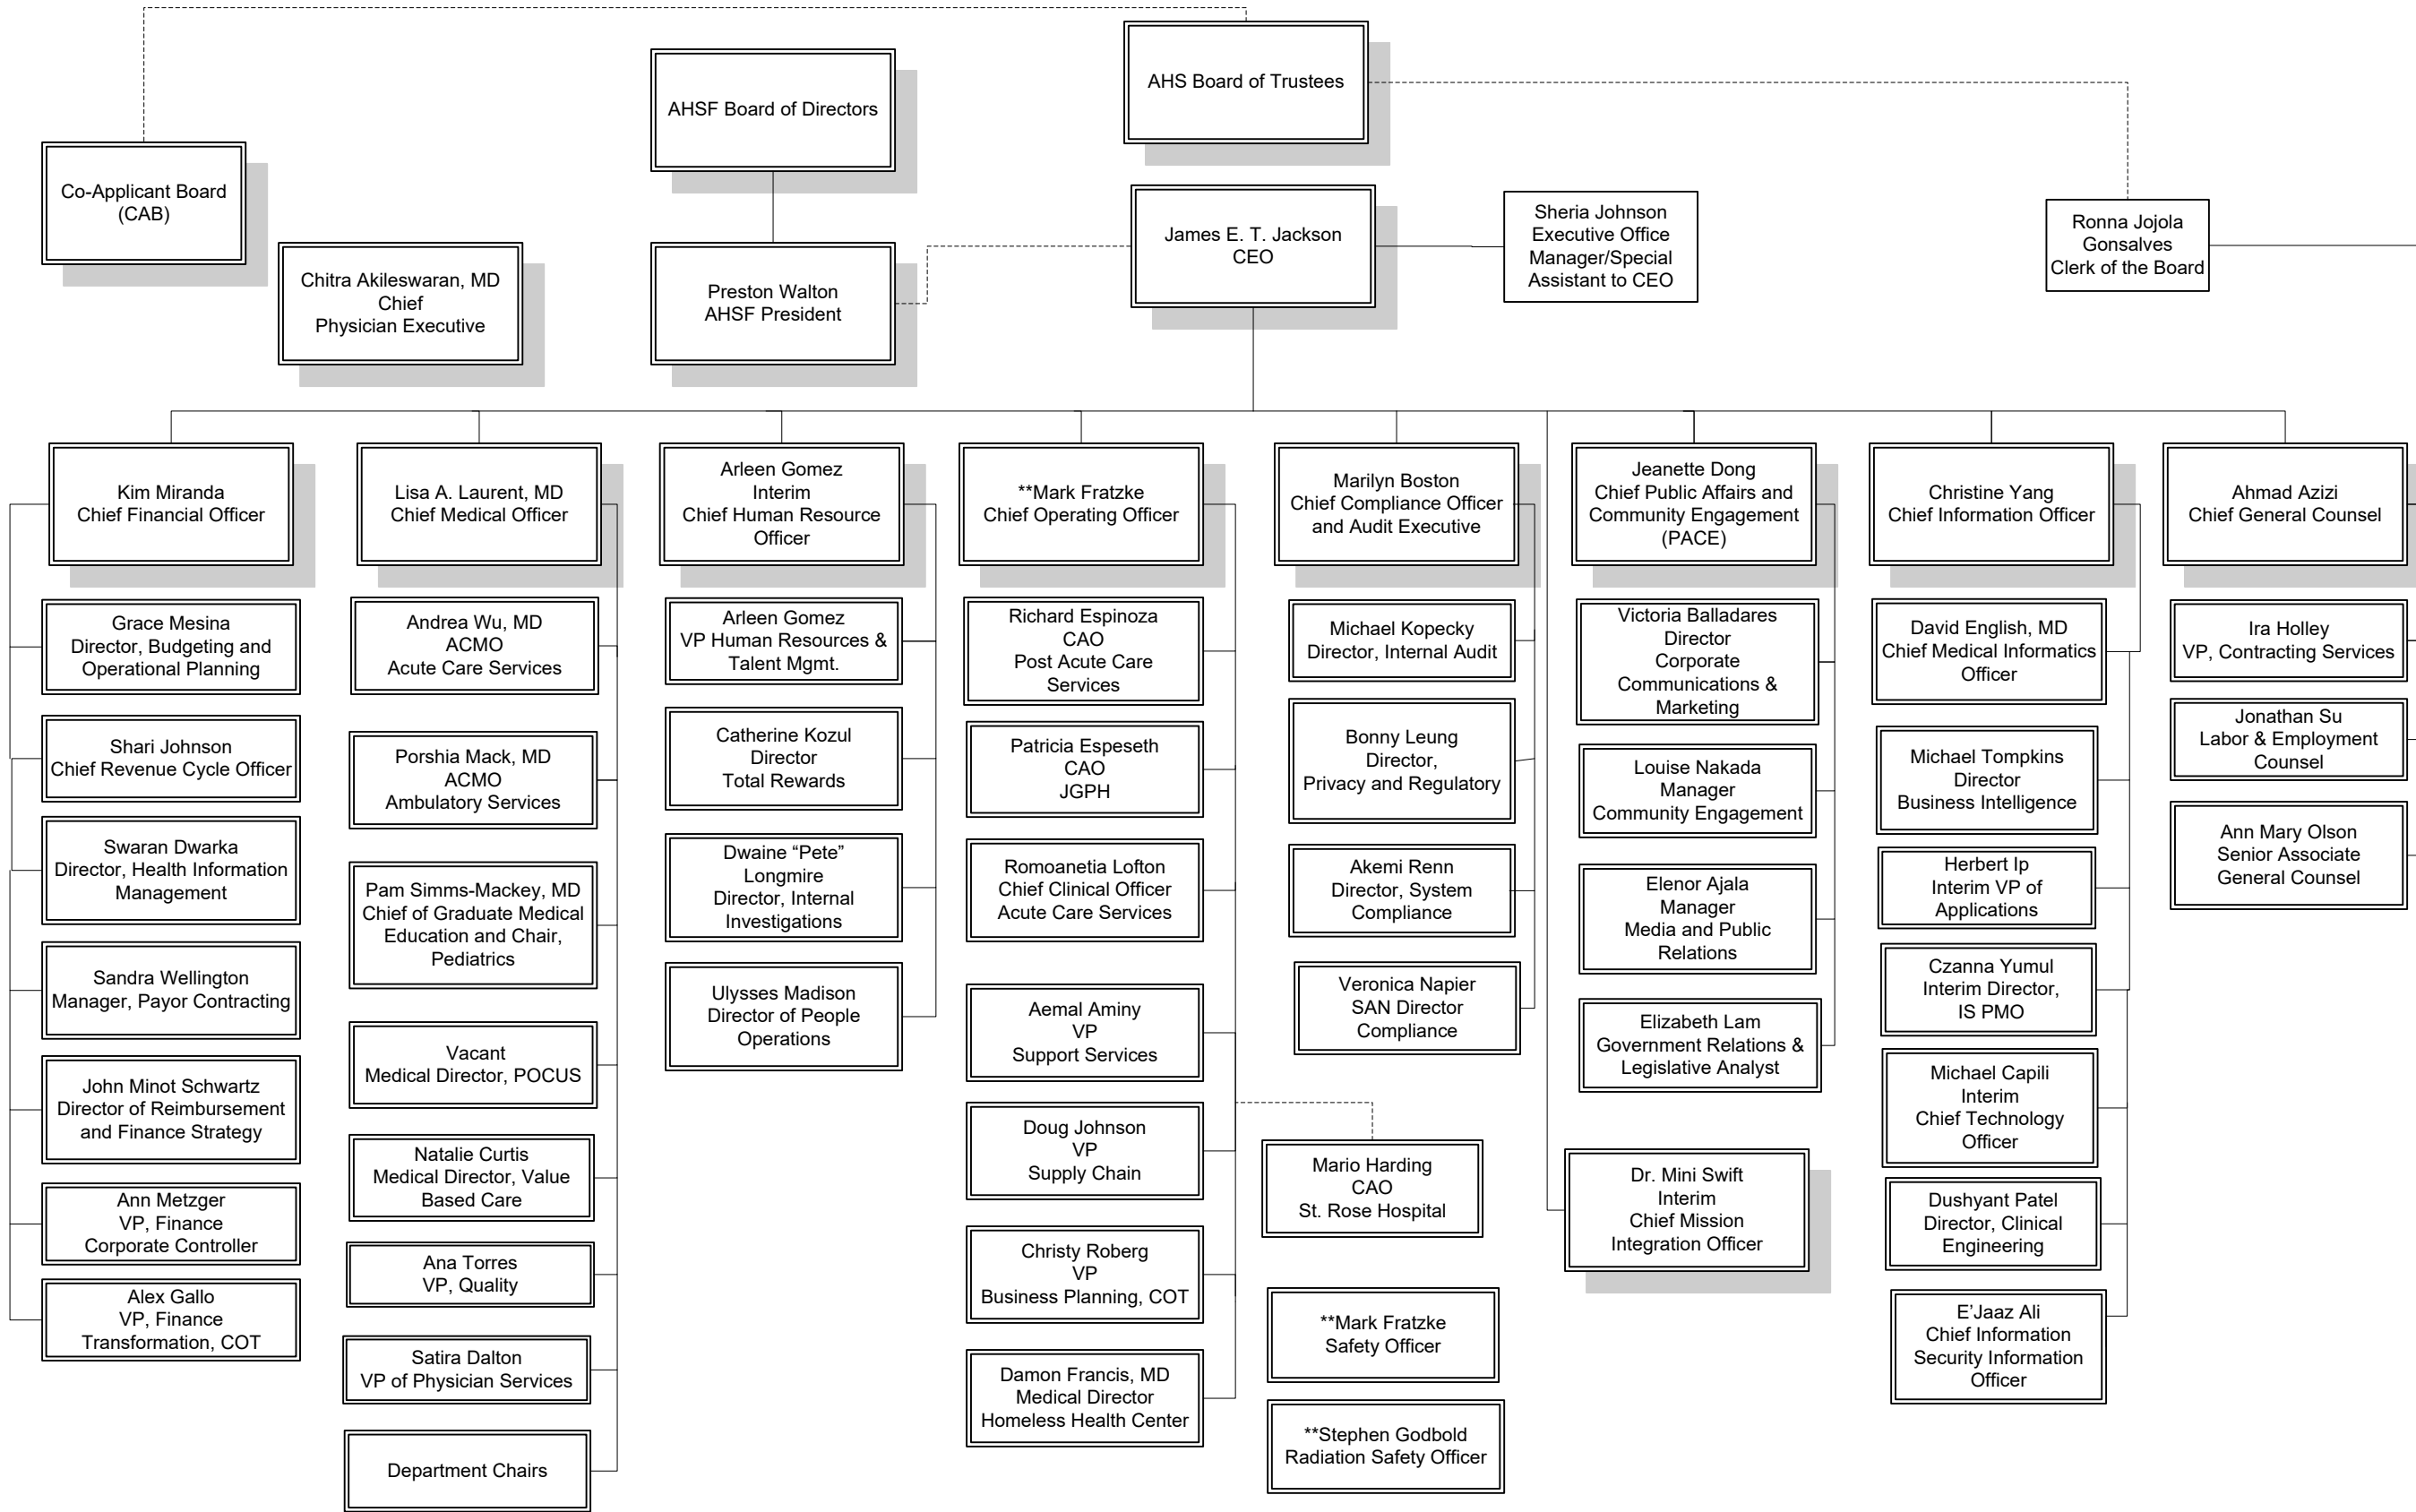 AHS Board of Trustees
AHSF Board of Directors
Co-Applicant Board
(CAB)
James E. T. Jackson
CEO
Sheria Johnson
Executive Office
Manager/Special
Assistant to CEO
Ronna Jojola
Gonsalves
Clerk of the Board
Chitra Akileswaran, MD
Chief
Physician Executive
Preston Walton
AHSF President
Kim Miranda
Chief Financial Officer
Grace Mesina
Director, Budgeting and
Operational Planning
Shari Johnson
Chief Revenue Cycle Officer
Swaran Dwarka
Director, Health Information
Management
Sandra Wellington
Manager, Payor Contracting
John Minot Schwartz
Director of Reimbursement
and Finance Strategy
Ann Metzger
VP, Finance
Corporate Controller
Alex Gallo
VP, Finance
Transformation, COT
Lisa A. Laurent, MD
Chief Medical Officer
Andrea Wu, MD
ACMO
Acute Care Services
Porshia Mack, MD
ACMO
Ambulatory Services
Pam Simms-Mackey, MD
Chief of Graduate Medical
Education and Chair,
Pediatrics
Vacant
Medical Director, POCUS
Natalie Curtis
Medical Director, Value
Based Care
Ana Torres
VP, Quality
Satira Dalton
VP of Physician Services
Department Chairs
Arleen Gomez
Interim
Chief Human Resource
Officer
Arleen Gomez
VP Human Resources &
Talent Mgmt.
Catherine Kozul
Director
Total Rewards
Dwaine “Pete”
Longmire
Director, Internal
Investigations
Ulysses Madison
Director of People
Operations
**Mark Fratzke
Chief Operating Officer
Richard Espinoza
CAO
Post Acute Care
Services
Patricia Espeseth
CAO
JGPH
Romoanetia Lofton
Chief Clinical Officer
Acute Care Services
Aemal Aminy
VP
Support Services
Doug Johnson
VP
Supply Chain
Christy Roberg
VP
Business Planning, COT
Damon Francis, MD
Medical Director
Homeless Health Center
Marilyn Boston
Chief Compliance Officer
and Audit Executive
Michael Kopecky
Director, Internal Audit
Bonny Leung
Director,
Privacy and Regulatory
Akemi Renn
Director, System
Compliance
Veronica Napier
SAN Director
Compliance
Mario Harding
CAO
St. Rose Hospital
**Mark Fratzke
Safety Officer
**Stephen Godbold
Radiation Safety Officer
Jeanette Dong
Chief Public Affairs and
Community Engagement
(PACE)
Victoria Balladares
Director
Corporate
Communications &
Marketing
Louise Nakada
Manager
Community Engagement
Elenor Ajala
Manager
Media and Public
Relations
Elizabeth Lam
Government Relations &
Legislative Analyst
Dr. Mini Swift
Interim
Chief Mission
Integration Officer
Christine Yang
Chief Information Officer
David English, MD
Chief Medical Informatics
Officer
Michael Tompkins
Director
Business Intelligence
Herbert Ip
Interim VP of
Applications
Czanna Yumul
Interim Director,
IS PMO
Michael Capili
Interim
Chief Technology
Officer
Dushyant Patel
Director, Clinical
Engineering
E’Jaaz Ali
Chief Information
Security Information
Officer
Ahmad Azizi
Chief General Counsel
Ira Holley
VP, Contracting Services
Jonathan Su
Labor & Employment
Counsel
Ann Mary Olson
Senior Associate
General Counsel